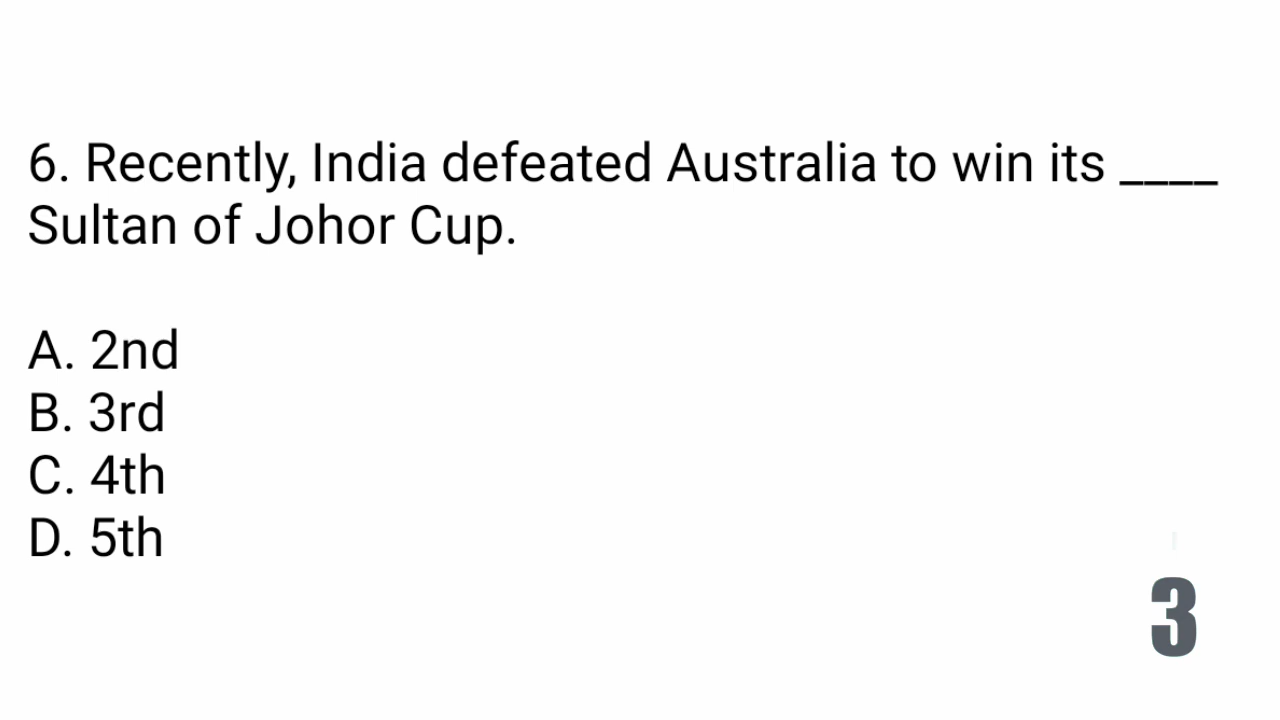 6. Recently, India defeated Australia to win its ____
Sultan of Johor Cup.
A. 2nd
B. 3rd
C. 4th
D. 5th
3